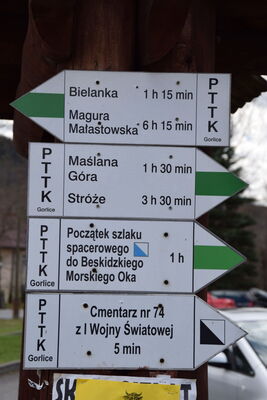 Bielanka 1 h 15 min
Magura
Małastowska 6 h 15 min
PTTK
Gorlice
PTTK
Gorlice
Maślana
Góra 1 h 30 min
Stróże 3 h 30 min
PTTK
Gorlice
Początek szlaku
spacerowego
do Beskidzkiego 1 h
Morskiego Oka
PTTK
Gorlice
Cmentarz nr 74
z I Wojny Światowej
5 min